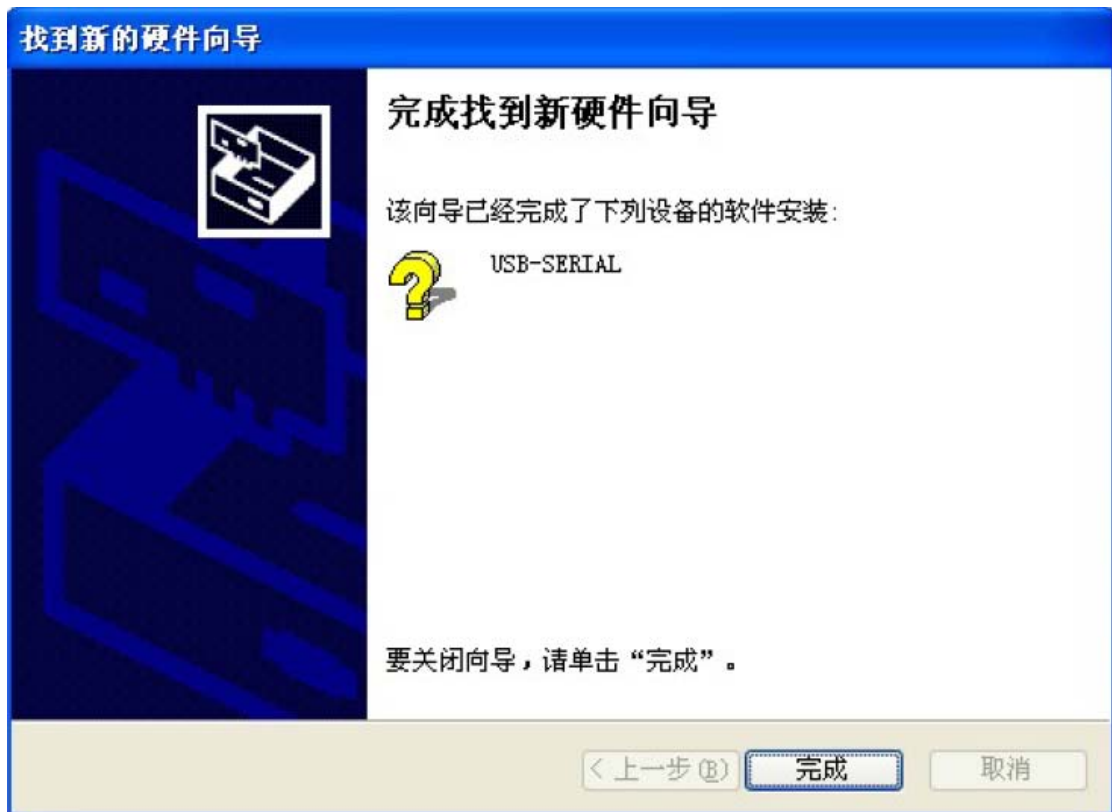 找到新的硬件向导
完成找到新硬件向导
该向导已经完成了下列设备的软件安装:
USB-SERIAL
要关闭向导，请单击“完成”。
< 上一步(B)
完成
取消